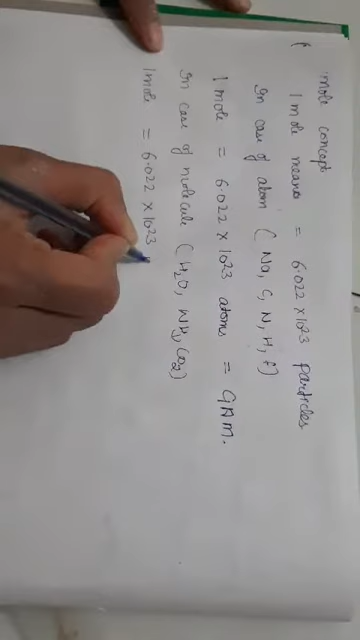 mole concept
1 mole means = 6.022 × 10²³ particles
In case of atom (Na, C, N, H, F)
1 mole = 6.022 × 10²³ atoms = GAM.
In case of molecule (H₂O, NH₃, CO₂)
1 mole = 6.022 × 10²³